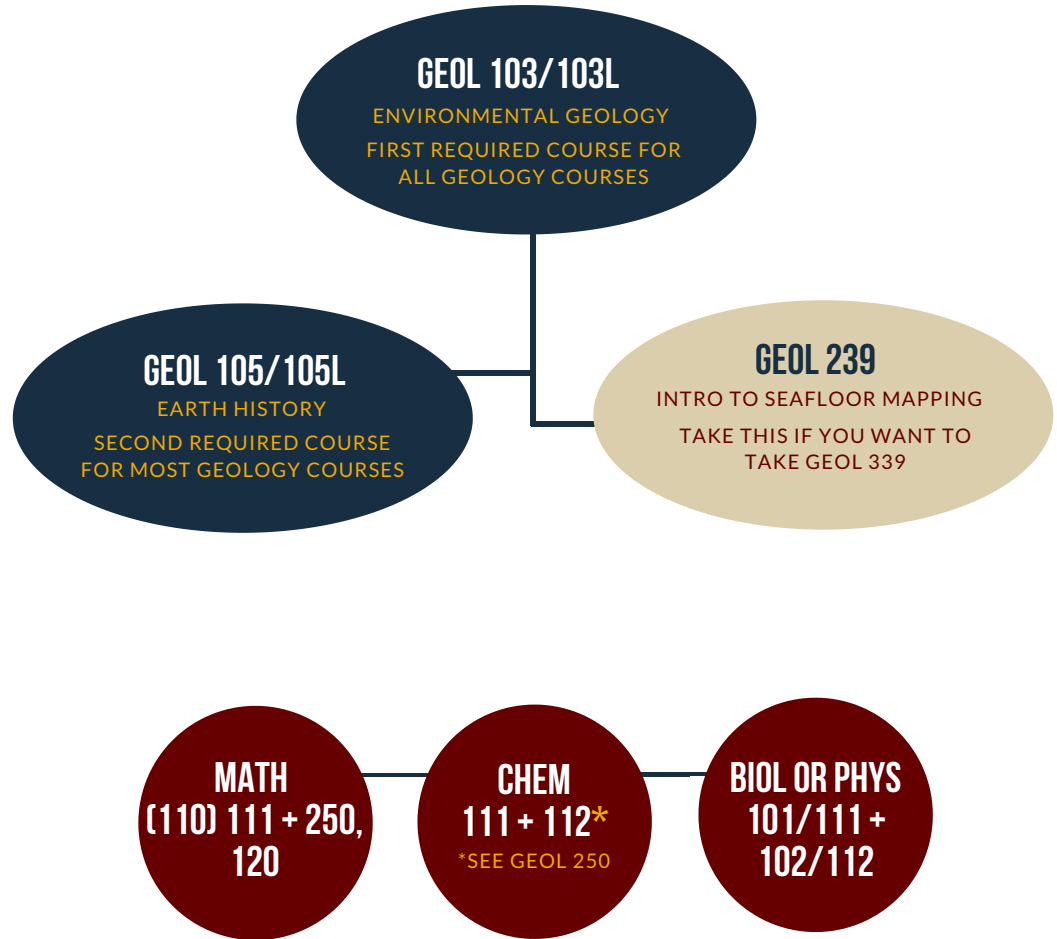 GEOL 103/103L
ENVIRONMENTAL GEOLOGY
FIRST REQUIRED COURSE FOR
ALL GEOLOGY COURSES
GEOL 105/105L
EARTH HISTORY
SECOND REQUIRED COURSE
FOR MOST GEOLOGY COURSES
GEOL 239
INTRO TO SEAFLOOR MAPPING
TAKE THIS IF YOU WANT TO
TAKE GEOL 339
MATH
(110) 111 + 250,
120
CHEM
111 + 112*
*SEE GEOL 250
BIOL OR PHYS
101/111 +
102/112